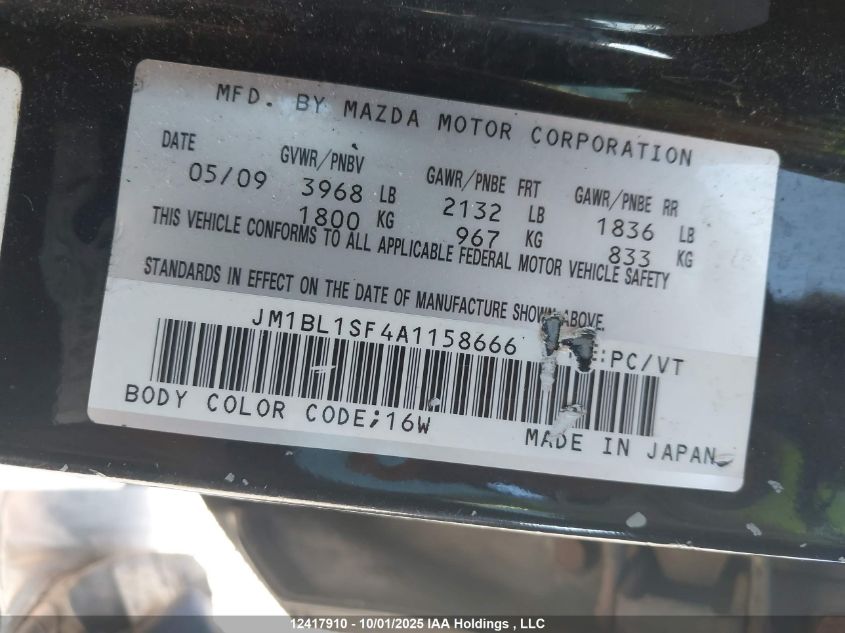 MFD. BY MAZDA MOTOR CORPORATION
DATE GVWR/PNBV GAWR/PNBE FRT GAWR/PNBE RR
05/09 3968 LB 2132 LB 1836 LB
1800 KG 967 KG 833 KG
THIS VEHICLE CONFORMS TO ALL APPLICABLE FEDERAL MOTOR VEHICLE SAFETY
STANDARDS IN EFFECT ON THE DATE OF MANUFACTURE SHOWN ABOVE.
JM1BL1SF4A1158666 E:PC/VT
BODY COLOR CODE;16W
MADE IN JAPAN
12417910 - 10/01/2025 IAA Holdings , LLC